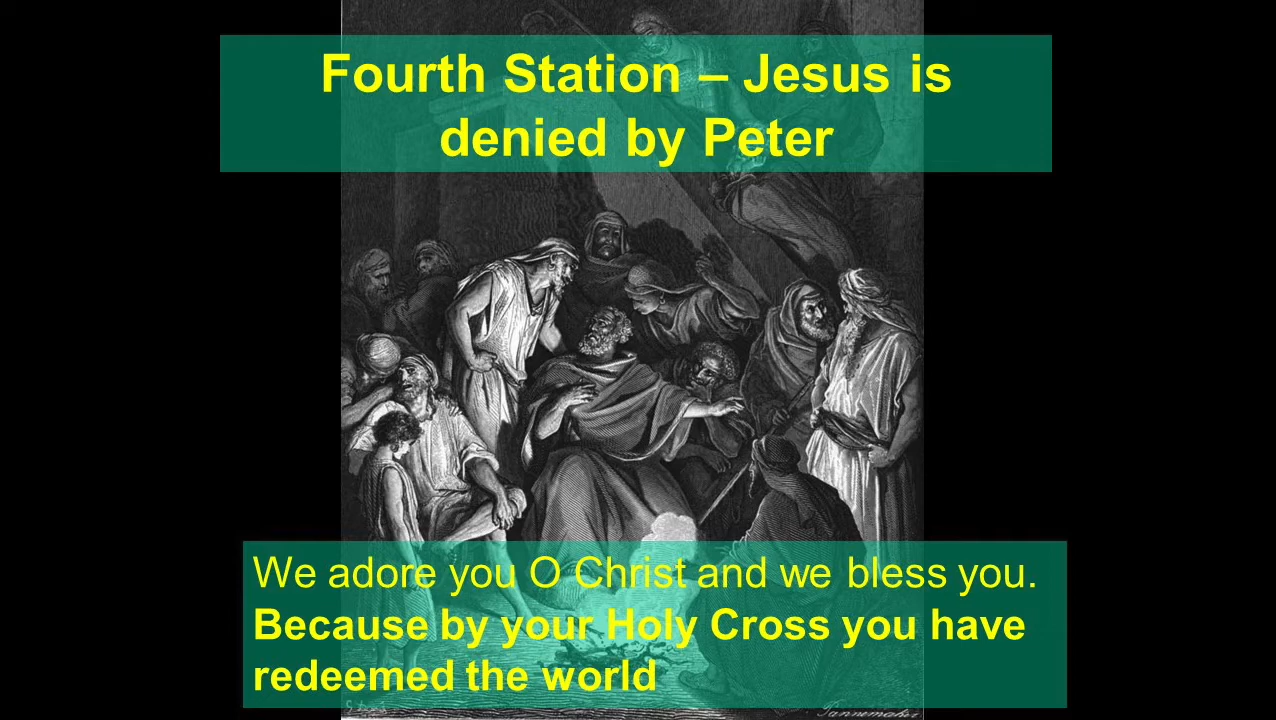 Fourth Station – Jesus is
denied by Peter
We adore you O Christ and we bless you.
Because by your Holy Cross you have
redeemed the world
Pannemaker